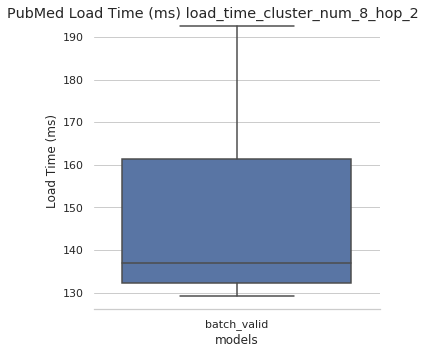 PubMed Load Time (ms) load_time_cluster_num_8_hop_2
190
180
170
160
150
140
130
Load Time (ms)
batch_valid
models